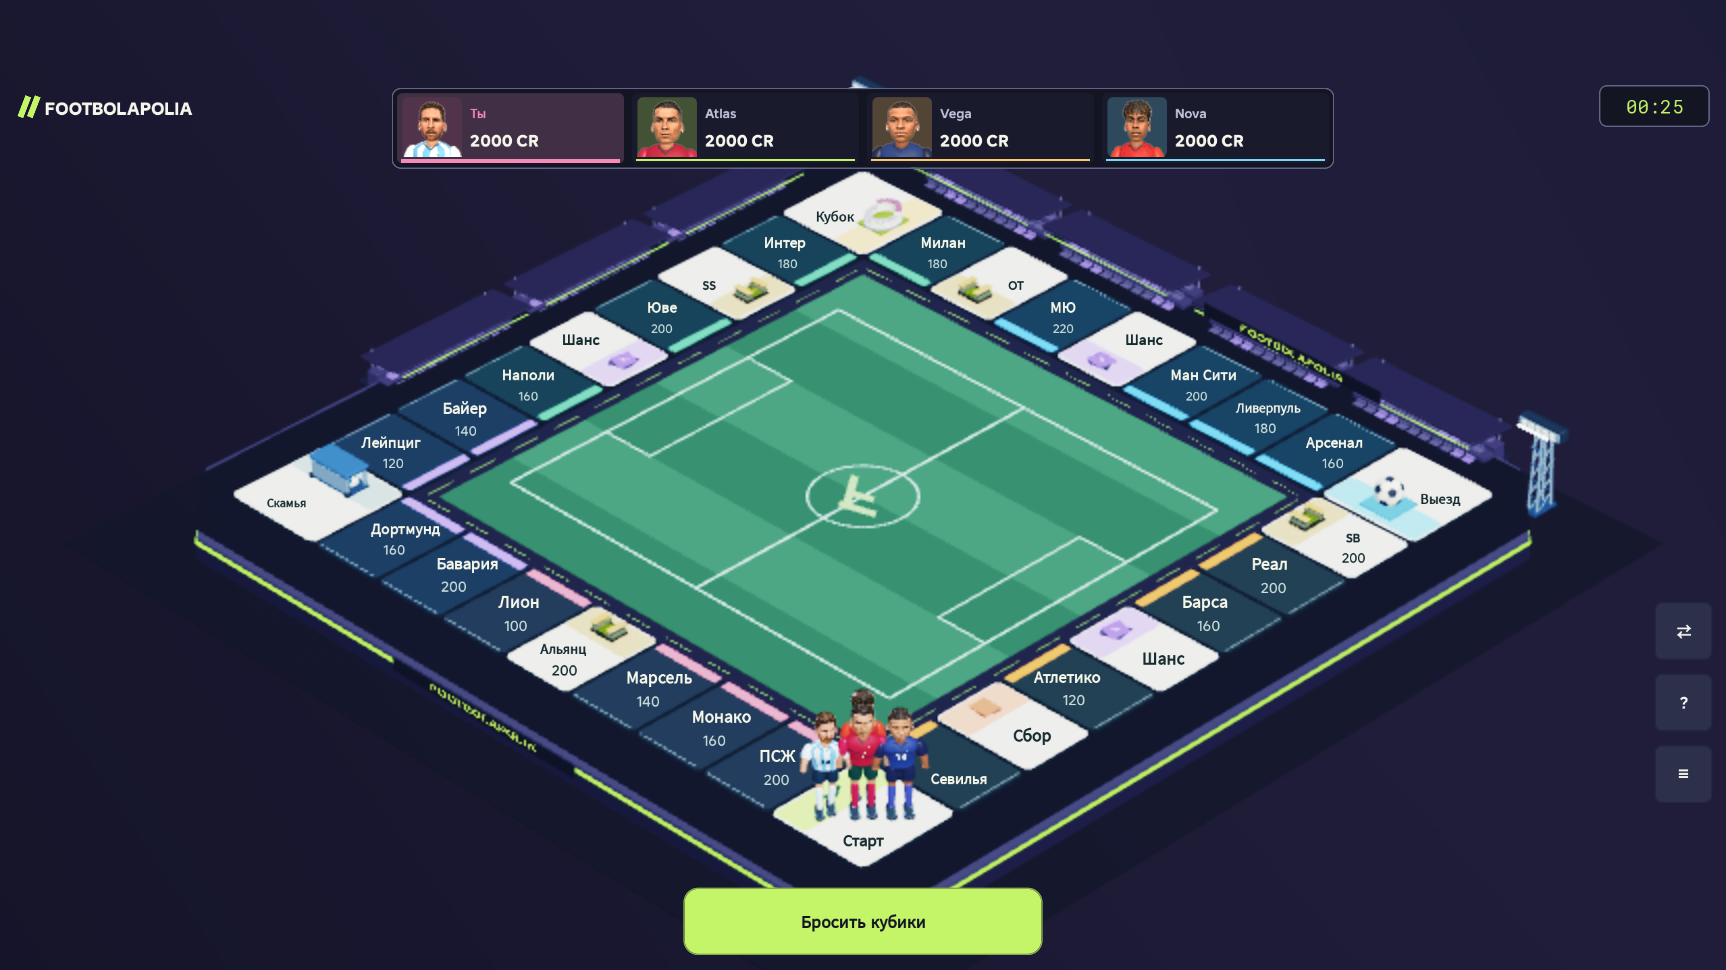 FOOTBOLAPOLIA
Ты
2000 CR
Atlas
2000 CR
Vega
2000 CR
Nova
2000 CR
00:25
Кубок
Интер
180
Милан
180
SS
OT
Юве
200
МЮ
220
Шанс
Шанс
Наполи
160
Ман Сити
200
FOOTBOLAPOLIA
Байер
140
Ливерпуль
180
Лейпциг
120
Арсенал
160
Скамья
Выезд
Дортмунд
160
SB
200
Бавария
200
Реал
200
Лион
100
Барса
160
Альянц
200
Шанс
Марсель
140
Атлетико
120
FOOTBOLAPOLIA
Монако
160
Сбор
ПСЖ
200
Севилья
Старт
?
Бросить кубики